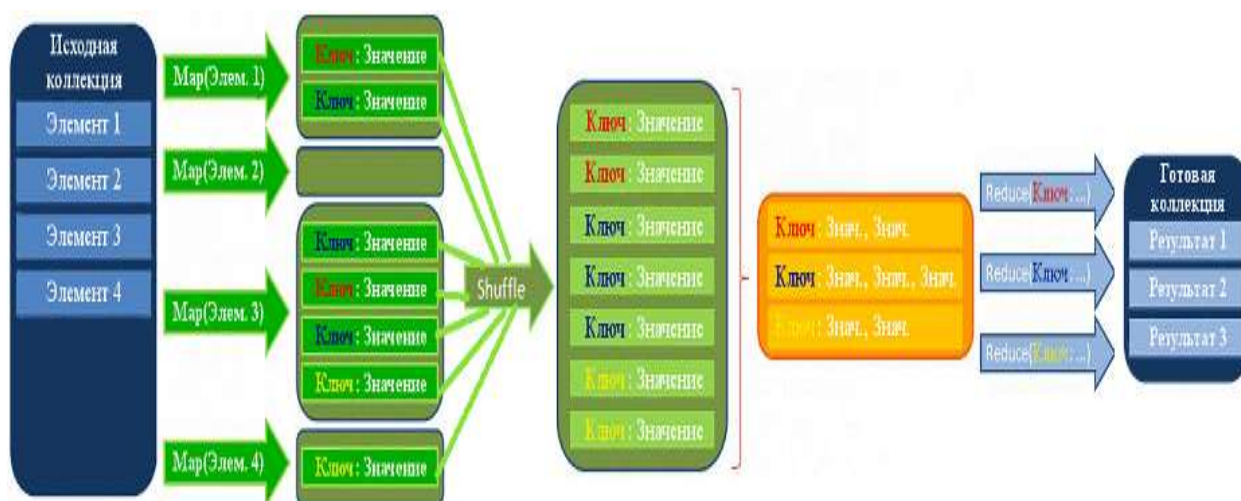 Исходная
коллекция
Элемент 1
Элемент 2
Элемент 3
Элемент 4
Map(Элем. 1)
Map(Элем. 2)
Map(Элем. 3)
Map(Элем. 4)
Ключ: Значение
Ключ: Значение
Ключ: Значение
Ключ: Значение
Ключ: Значение
Ключ: Значение
Ключ: Значение
Shuffle
Ключ: Значение
Ключ: Значение
Ключ: Значение
Ключ: Значение
Ключ: Значение
Ключ: Значение
Ключ: Значение
Ключ: Знач., Знач.
Ключ: Знач., Знач., Знач.
Ключ: Знач., Знач.
Reduce(Ключ: ...)
Reduce(Ключ: ...)
Reduce(Ключ: ...)
Готовая
коллекция
Результат 1
Результат 2
Результат 3